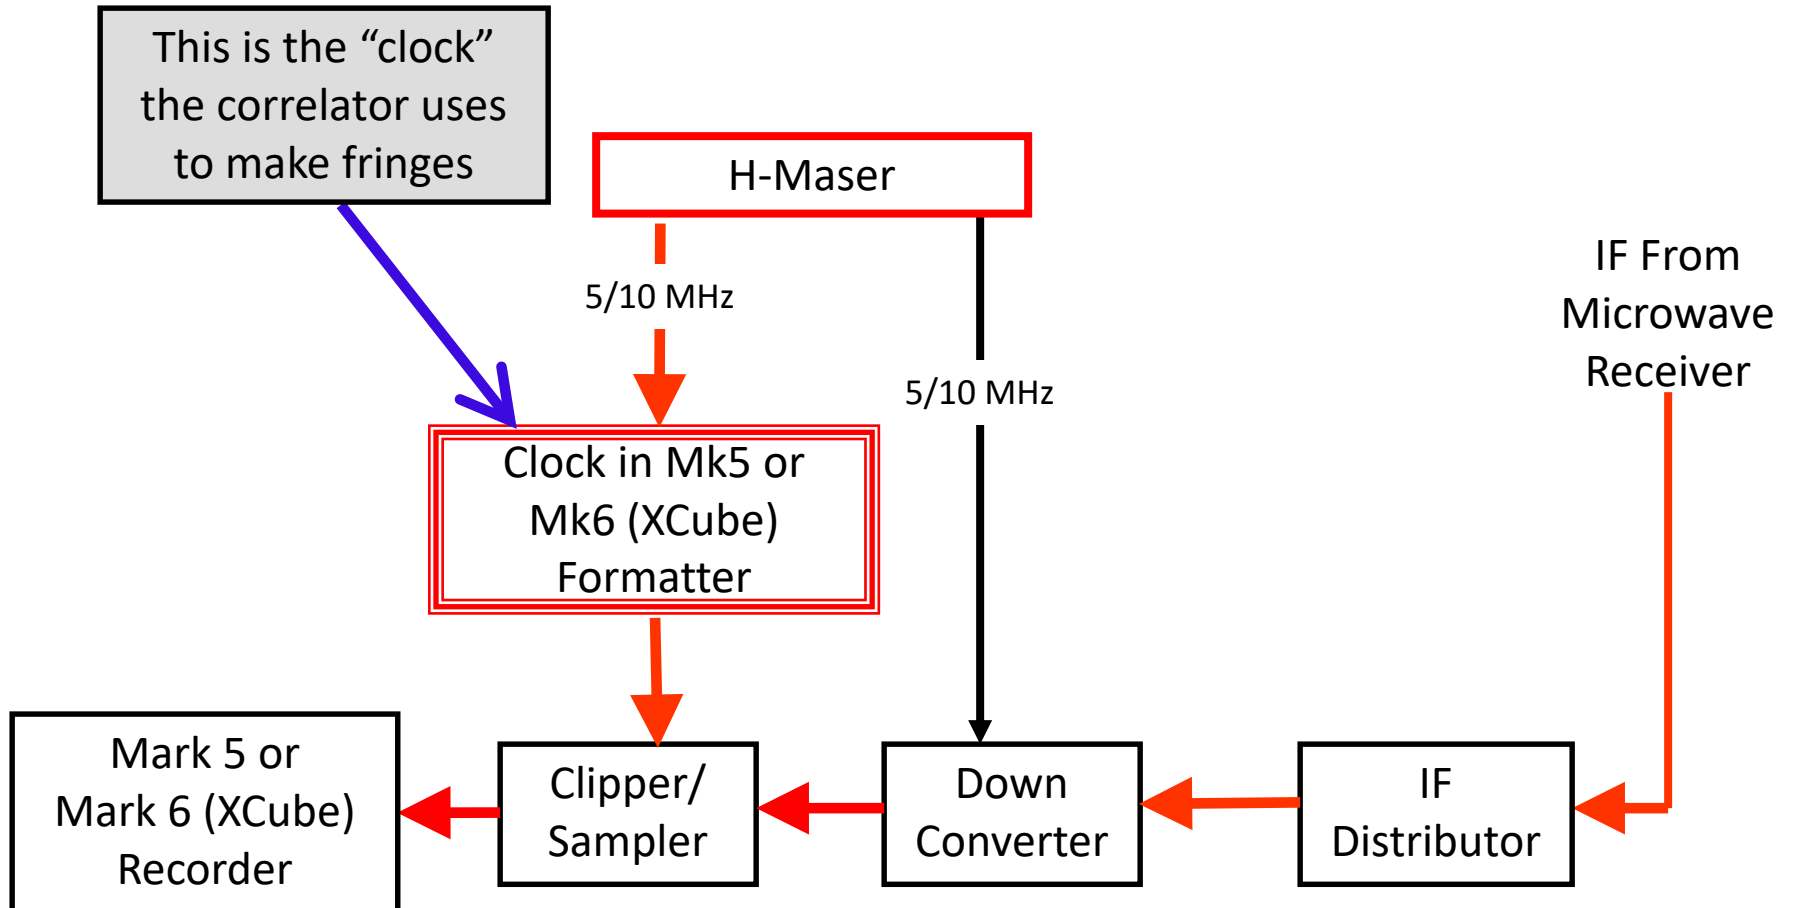 This is the “clock”
the correlator uses
to make fringes
H-Maser
5/10 MHz
5/10 MHz
IF From
Microwave
Receiver
Clock in Mk5 or
Mk6 (XCube)
Formatter
Mark 5 or
Mark 6 (XCube)
Recorder
Clipper/
Sampler
Down
Converter
IF
Distributor